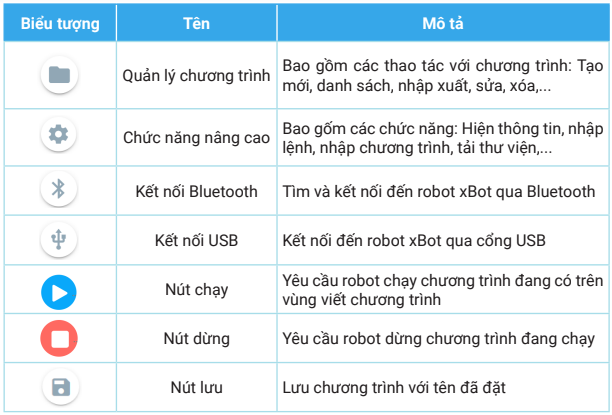 Biểu tượng Tên Mô tả
Quản lý chương trình
Bao gồm các thao tác với chương trình: Tạo
mới, danh sách, nhập xuất, sửa, xóa,...
Chức năng nâng cao
Bao gốm các chức năng: Hiện thông tin, nhập
lệnh, nhập chương trình, tải thư viện,...
Kết nối Bluetooth
Tìm và kết nối đến robot xBot qua Bluetooth
Kết nối USB
Kết nối đến robot xBot qua cổng USB
Nút chạy
Yêu cầu robot chạy chương trình đang có trên
vùng viết chương trình
Nút dừng
Yêu cầu robot dừng chương trình đang chạy
Nút lưu
Lưu chương trình với tên đã đặt